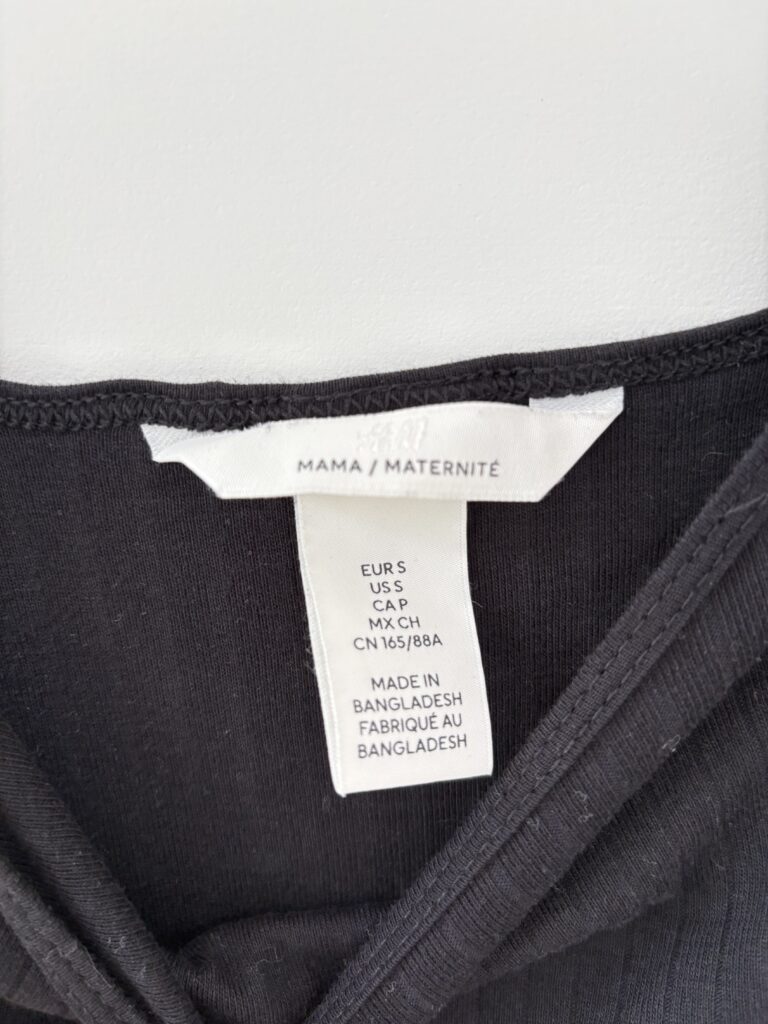 H&M
MAMA / MATERNITÉ
EUR S
US S
CA P
MX CH
CN 165/88A
MADE IN
BANGLADESH
FABRIQUÉ AU
BANGLADESH